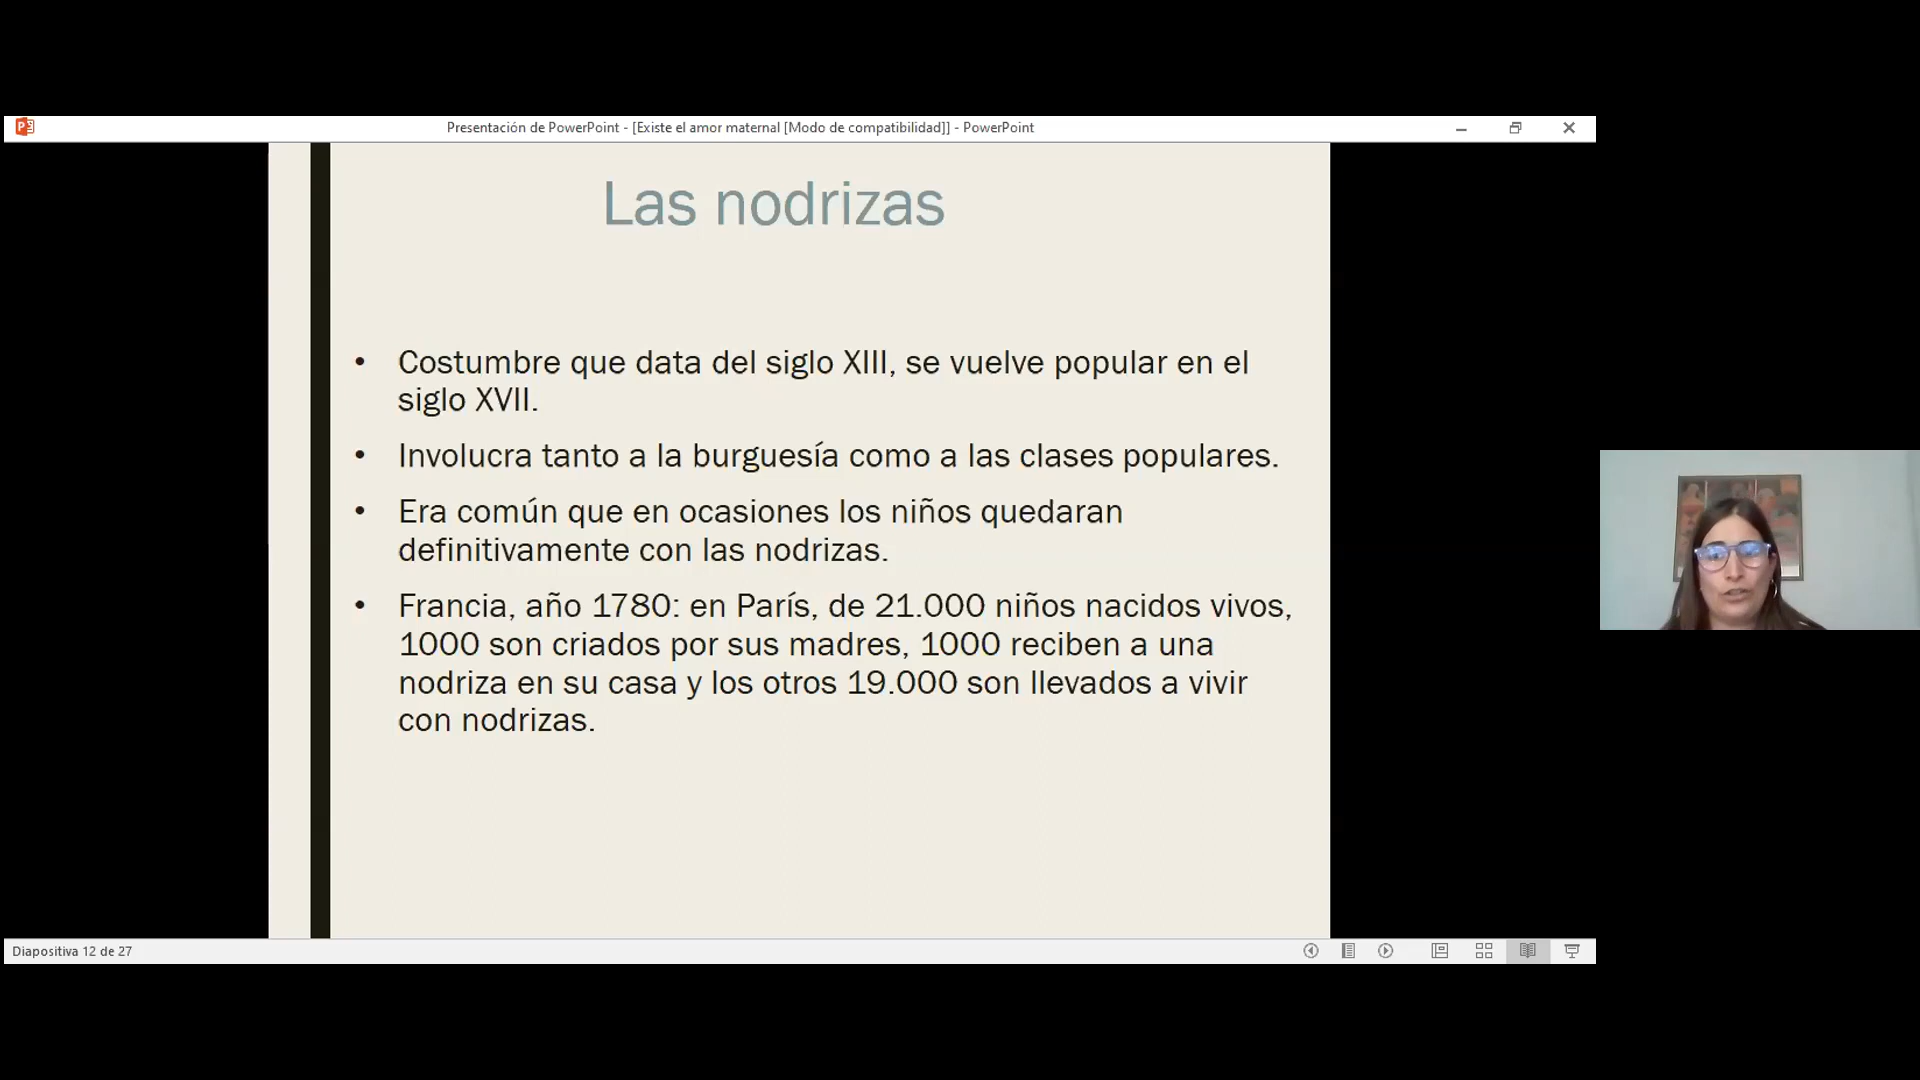 Presentación de PowerPoint - [Existe el amor maternal [Modo de compatibilidad]] - PowerPoint
Las nodrizas
• Costumbre que data del siglo XIII, se vuelve popular en el
siglo XVII.
• Involucra tanto a la burguesía como a las clases populares.
• Era común que en ocasiones los niños quedaran
definitivamente con las nodrizas.
• Francia, año 1780: en París, de 21.000 niños nacidos vivos,
1000 son criados por sus madres, 1000 reciben a una
nodriza en su casa y los otros 19.000 son llevados a vivir
con nodrizas.
Diapositiva 12 de 27